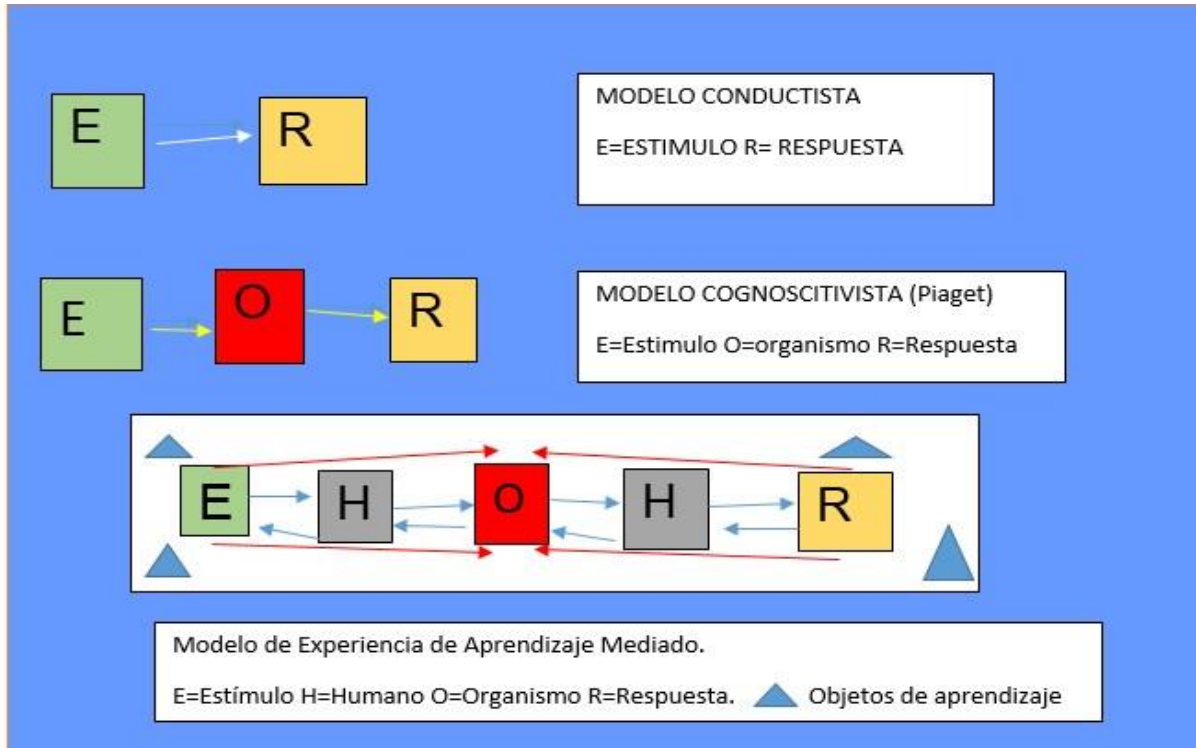 E R
MODELO CONDUCTISTA
E=ESTIMULO R= RESPUESTA
E O R
MODELO COGNOSCITIVISTA (Piaget)
E=Estimulo O=organismo R=Respuesta
E H O H R
Modelo de Experiencia de Aprendizaje Mediado.
E=Estímulo H=Humano O=Organismo R=Respuesta. Objetos de aprendizaje